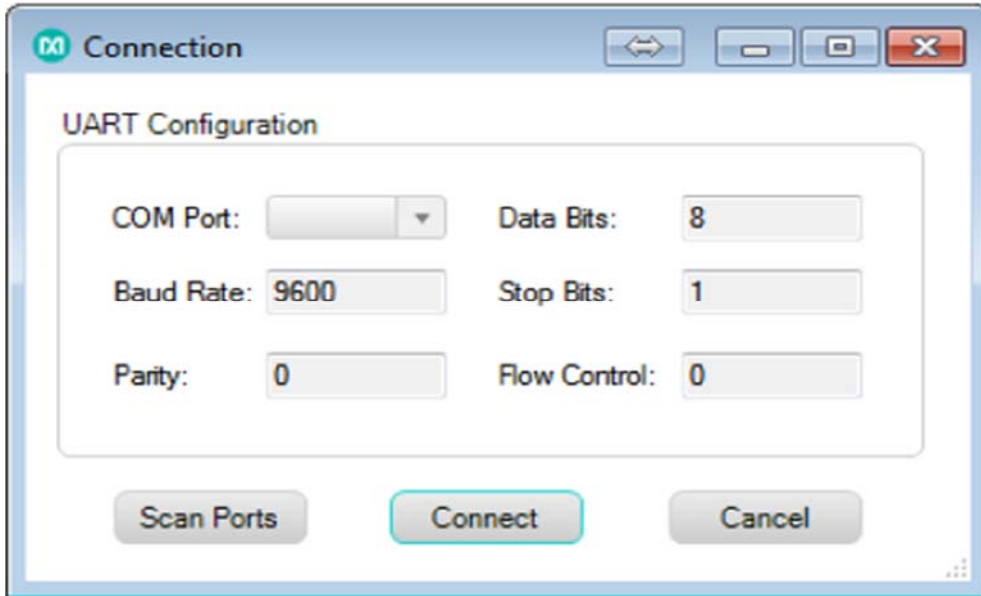 Connection
UART Configuration
COM Port:
Data Bits: 8
Baud Rate: 9600
Stop Bits: 1
Parity: 0
Flow Control: 0
Scan Ports
Connect
Cancel